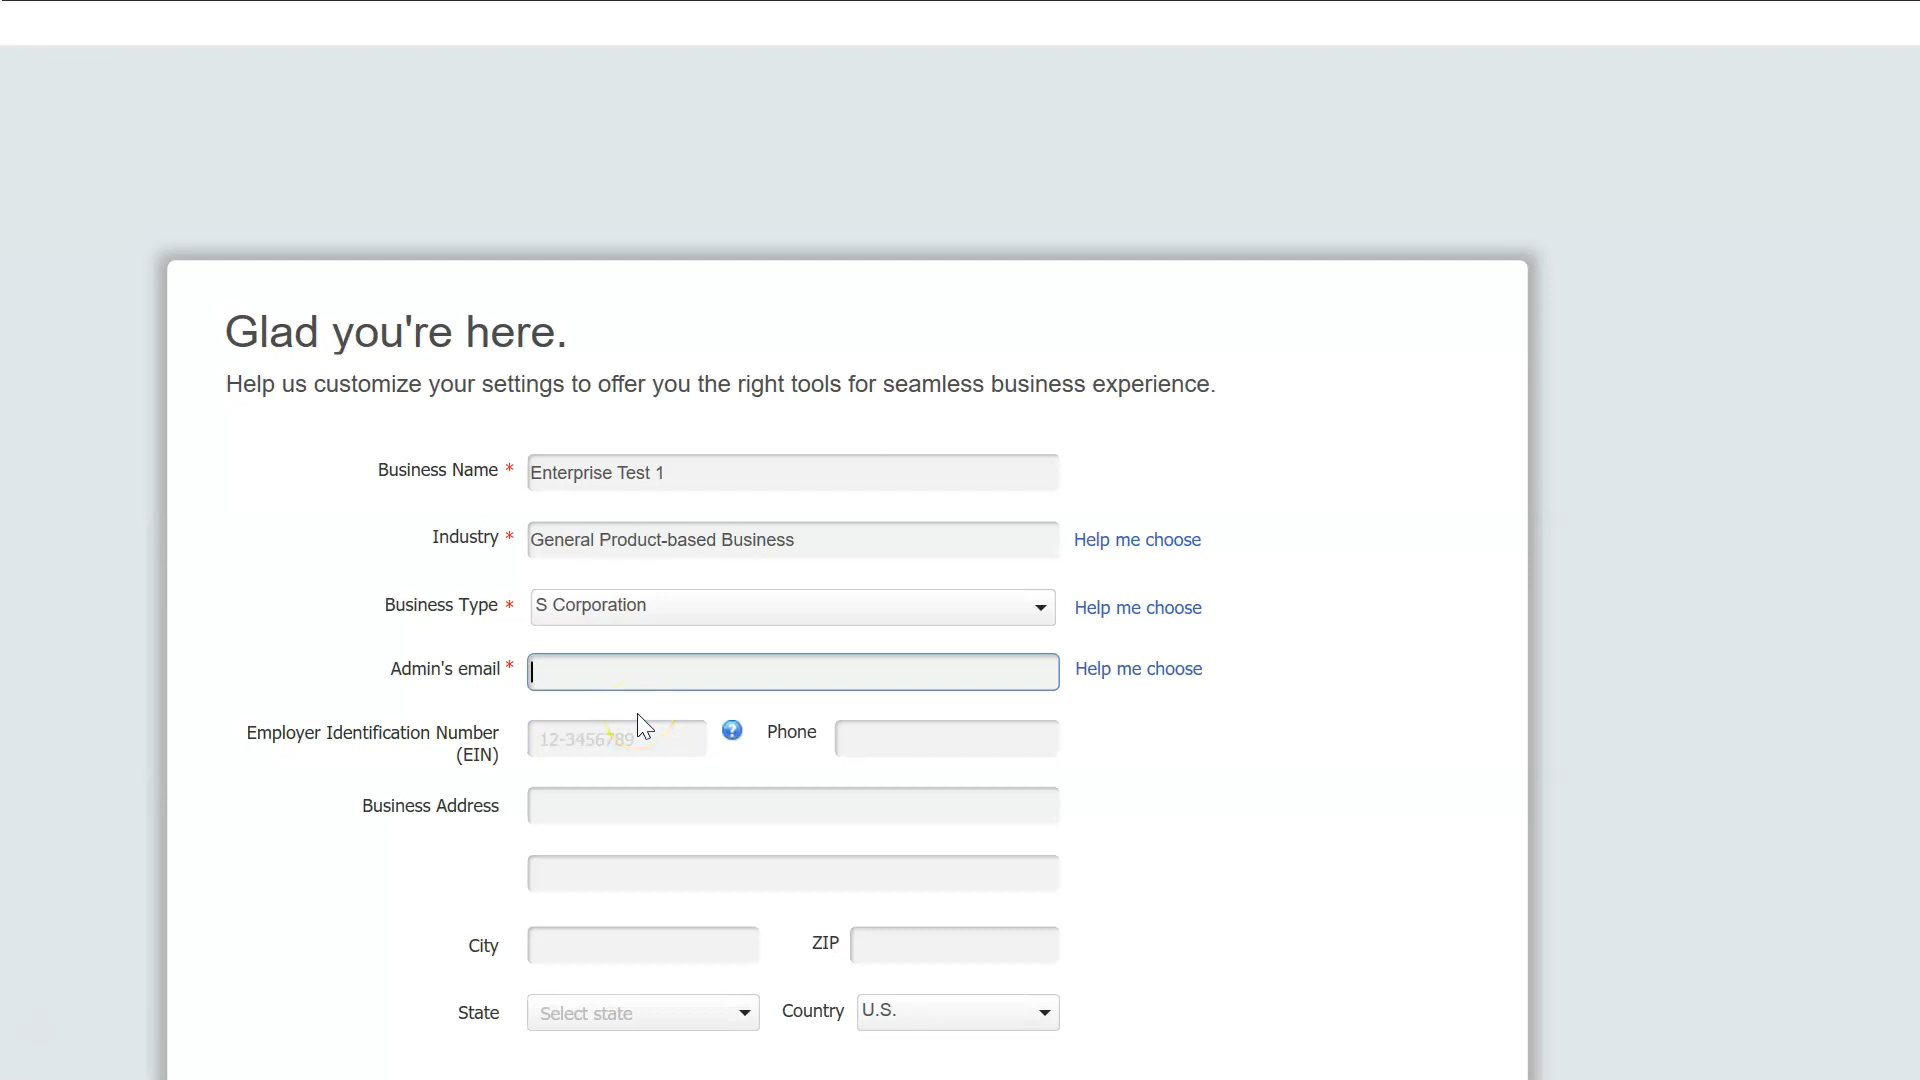 Glad you're here.
Help us customize your settings to offer you the right tools for seamless business experience.
Business Name * Enterprise Test 1
Industry * General Product-based Business Help me choose
Business Type * S Corporation Help me choose
Admin's email * Help me choose
Employer Identification Number (EIN) 12-3456789 ? Phone
Business Address
City ZIP
State Select state Country U.S.